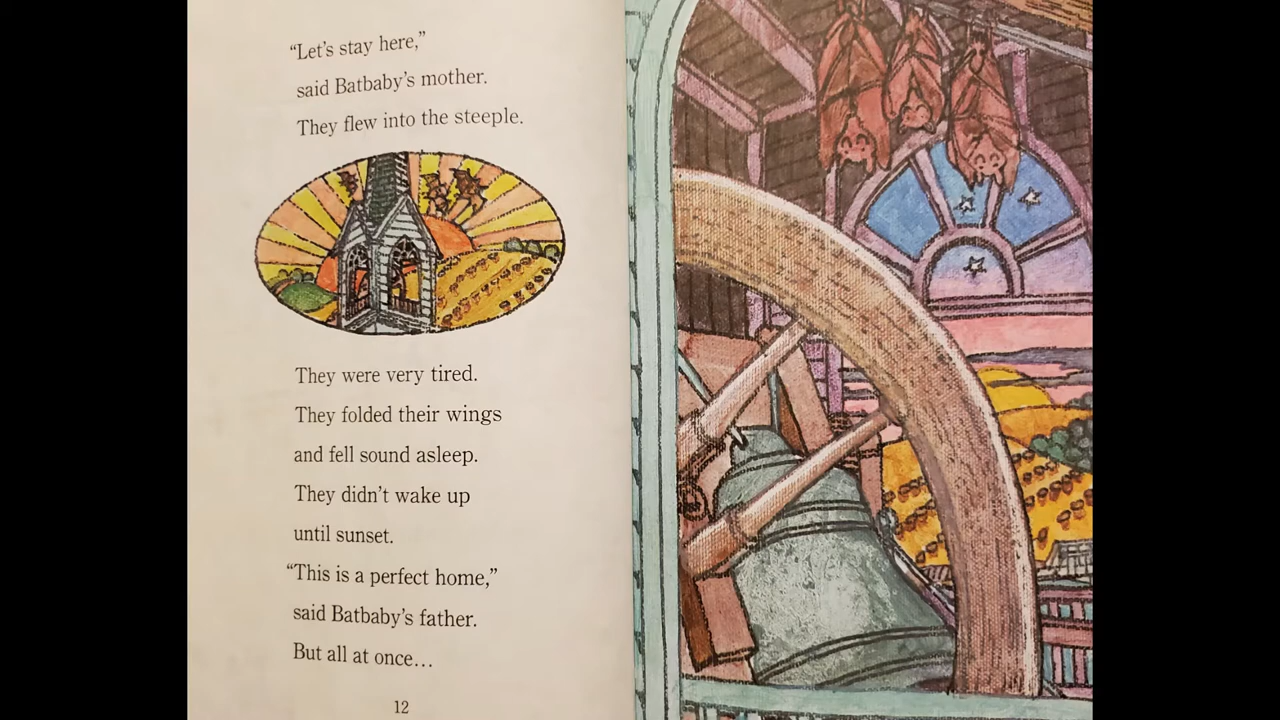 “Let’s stay here,”
said Batbaby’s mother.
They flew into the steeple.
They were very tired.
They folded their wings
and fell sound asleep.
They didn’t wake up
until sunset.
“This is a perfect home,”
said Batbaby’s father.
But all at once…
12